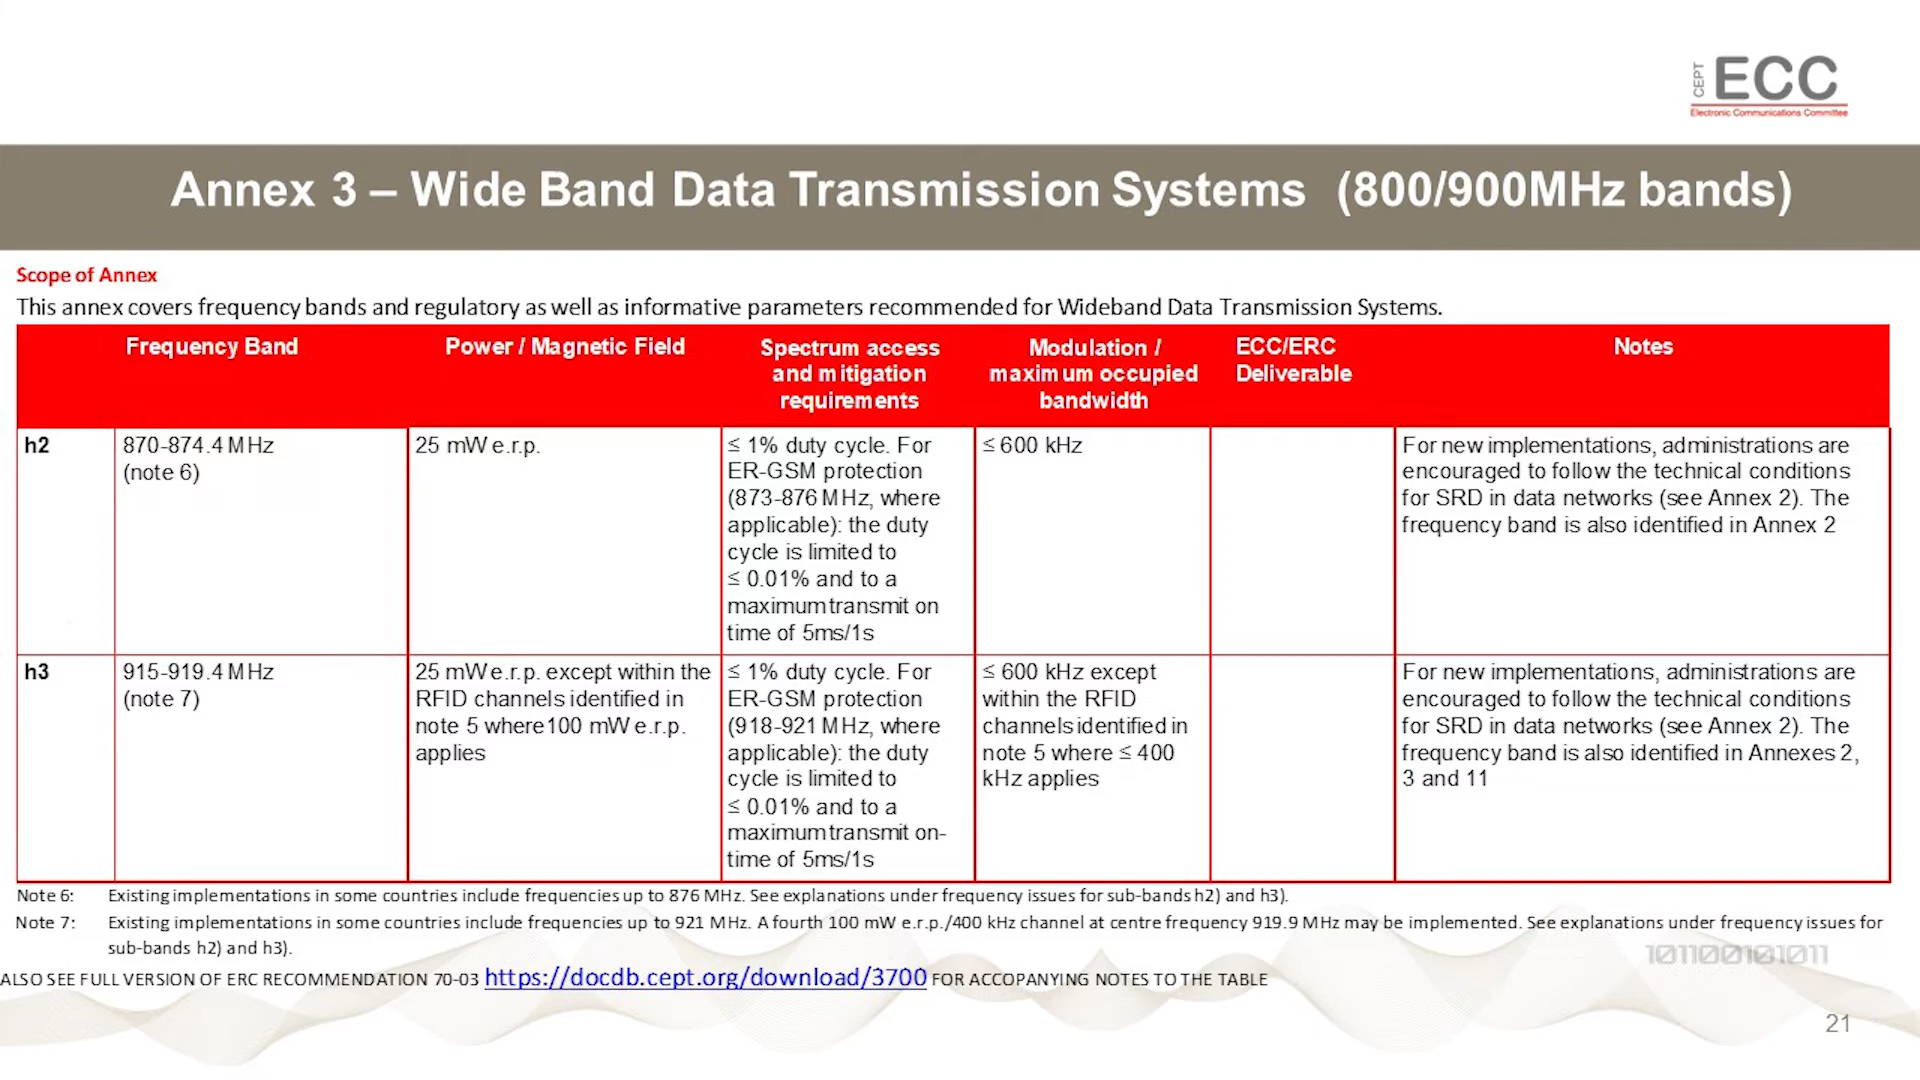 CEPT ECC
Electronic Communications Committee
Annex 3 – Wide Band Data Transmission Systems (800/900MHz bands)
Scope of Annex
This annex covers frequency bands and regulatory as well as informative parameters recommended for Wideband Data Transmission Systems.
Frequency Band
Power / Magnetic Field
Spectrum access
and mitigation
requirements
Modulation /
maximum occupied
bandwidth
ECC/ERC
Deliverable
Notes
h2
870-874.4 MHz
(note 6)
25 mW e.r.p.
≤ 1% duty cycle. For
ER-GSM protection
(873-876 MHz, where
applicable): the duty
cycle is limited to
≤ 0.01% and to a
maximum transmit on
time of 5ms/1s
≤ 600 kHz
For new implementations, administrations are
encouraged to follow the technical conditions
for SRD in data networks (see Annex 2). The
frequency band is also identified in Annex 2
h3
915-919.4 MHz
(note 7)
25 mW e.r.p. except within the
RFID channels identified in
note 5 where 100 mW e.r.p.
applies
≤ 1% duty cycle. For
ER-GSM protection
(918-921 MHz, where
applicable): the duty
cycle is limited to
≤ 0.01% and to a
maximum transmit on-
time of 5ms/1s
≤ 600 kHz except
within the RFID
channels identified in
note 5 where ≤ 400
kHz applies
For new implementations, administrations are
encouraged to follow the technical conditions
for SRD in data networks (see Annex 2). The
frequency band is also identified in Annexes 2,
3 and 11
Note 6: Existing implementations in some countries include frequencies up to 876 MHz. See explanations under frequency issues for sub-bands h2) and h3).
Note 7: Existing implementations in some countries include frequencies up to 921 MHz. A fourth 100 mW e.r.p./400 kHz channel at centre frequency 919.9 MHz may be implemented. See explanations under frequency issues for
sub-bands h2) and h3).
101100101011
ALSO SEE FULL VERSION OF ERC RECOMMENDATION 70-03 https://docdb.cept.org/download/3700 FOR ACCOPANYING NOTES TO THE TABLE
21